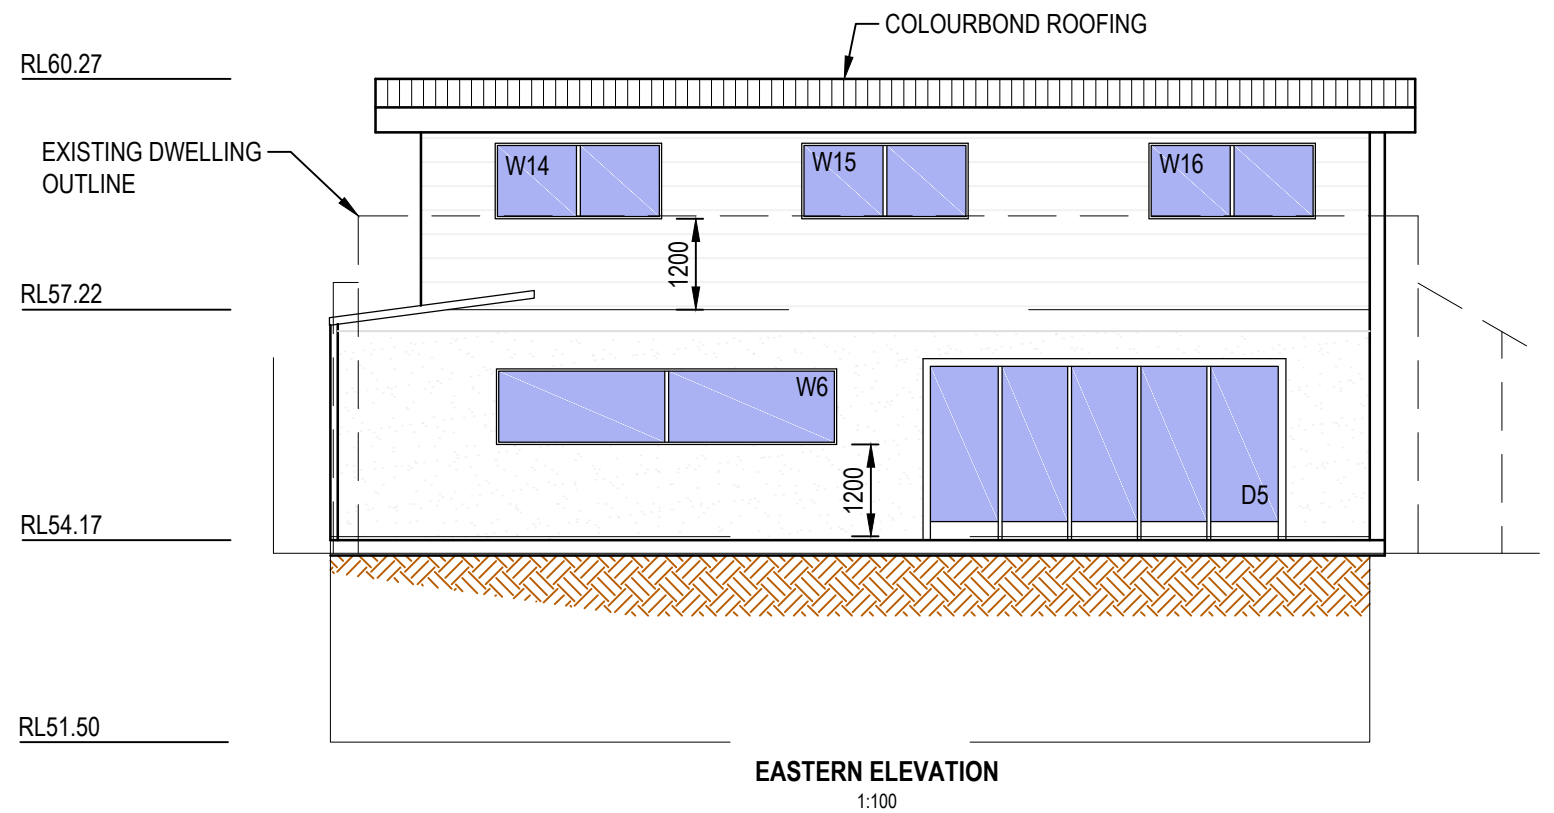 COLOURBOND ROOFING
RL60.27
EXISTING DWELLING
OUTLINE
W14
W15
W16
1200
RL57.22
W6
1200
D5
RL54.17
RL51.50
EASTERN ELEVATION
1:100